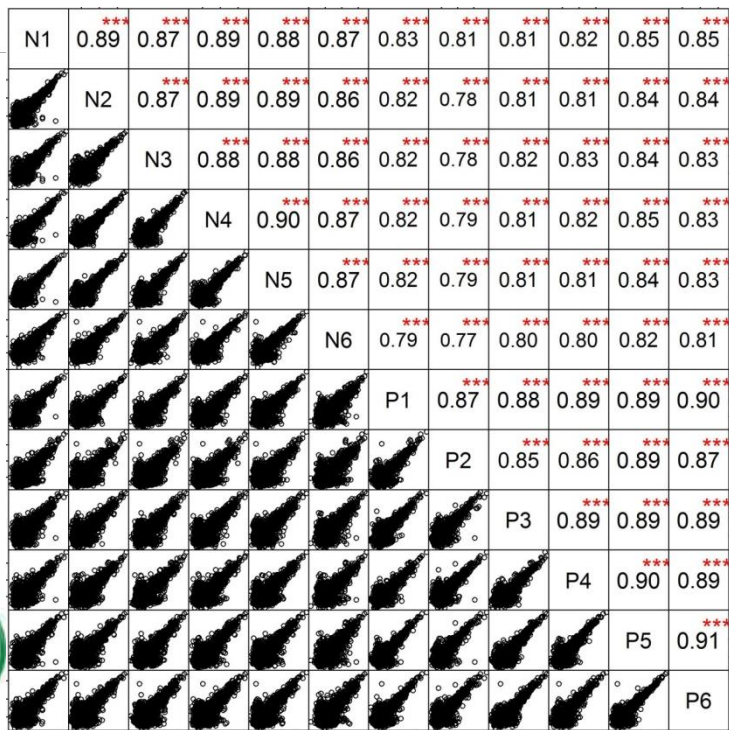 *** *** *** *** *** *** *** *** *** *** ***
N1 0.89 0.87 0.89 0.88 0.87 0.83 0.81 0.81 0.82 0.85 0.85
*** *** *** *** *** *** *** *** *** ***
N2 0.87 0.89 0.89 0.86 0.82 0.78 0.81 0.81 0.84 0.84
*** *** *** *** *** *** *** *** ***
N3 0.88 0.88 0.86 0.82 0.78 0.82 0.83 0.84 0.83
*** *** *** *** *** *** *** ***
N4 0.90 0.87 0.82 0.79 0.81 0.82 0.85 0.83
*** *** *** *** *** *** ***
N5 0.87 0.82 0.79 0.81 0.81 0.84 0.83
*** *** *** *** *** ***
N6 0.79 0.77 0.80 0.80 0.82 0.81
*** *** *** *** ***
P1 0.87 0.88 0.89 0.89 0.90
*** *** *** ***
P2 0.85 0.86 0.89 0.87
*** *** ***
P3 0.89 0.89 0.89
*** ***
P4 0.90 0.89
***
P5 0.91
P6